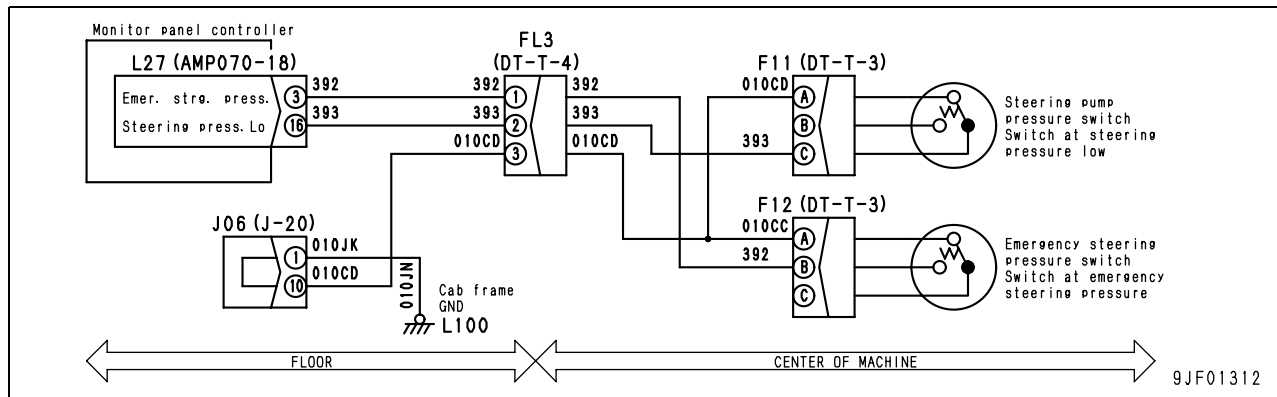 Monitor panel controller
L27 (AMP070-18)
Emer. strg. press.
3
392
Steering press. Lo
16
393
FL3
(DT-T-4)
392
1
392
393
2
393
010CD
3
010CD
F11 (DT-T-3)
010CD
A
B
393
C
Steering pump
pressure switch
Switch at steering
pressure low
F12 (DT-T-3)
010CC
A
392
B
C
Emergency steering
pressure switch
Switch at emergency
steering pressure
J06 (J-20)
1
010JK
10
010CD
010JN
Cab frame
GND
L100
FLOOR
CENTER OF MACHINE
9JF01312